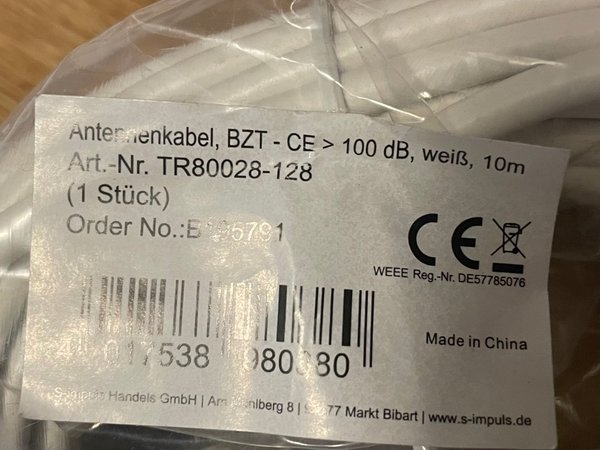 Antennenkabel, BZT - CE > 100 dB, weiß, 10m
Art.-Nr. TR80028-128
(1 Stück)
Order No.:
CE
WEEE Reg.-Nr. DE57785076
Made in China
Handels GmbH | Am | Markt Bibart | www.s-impuls.de